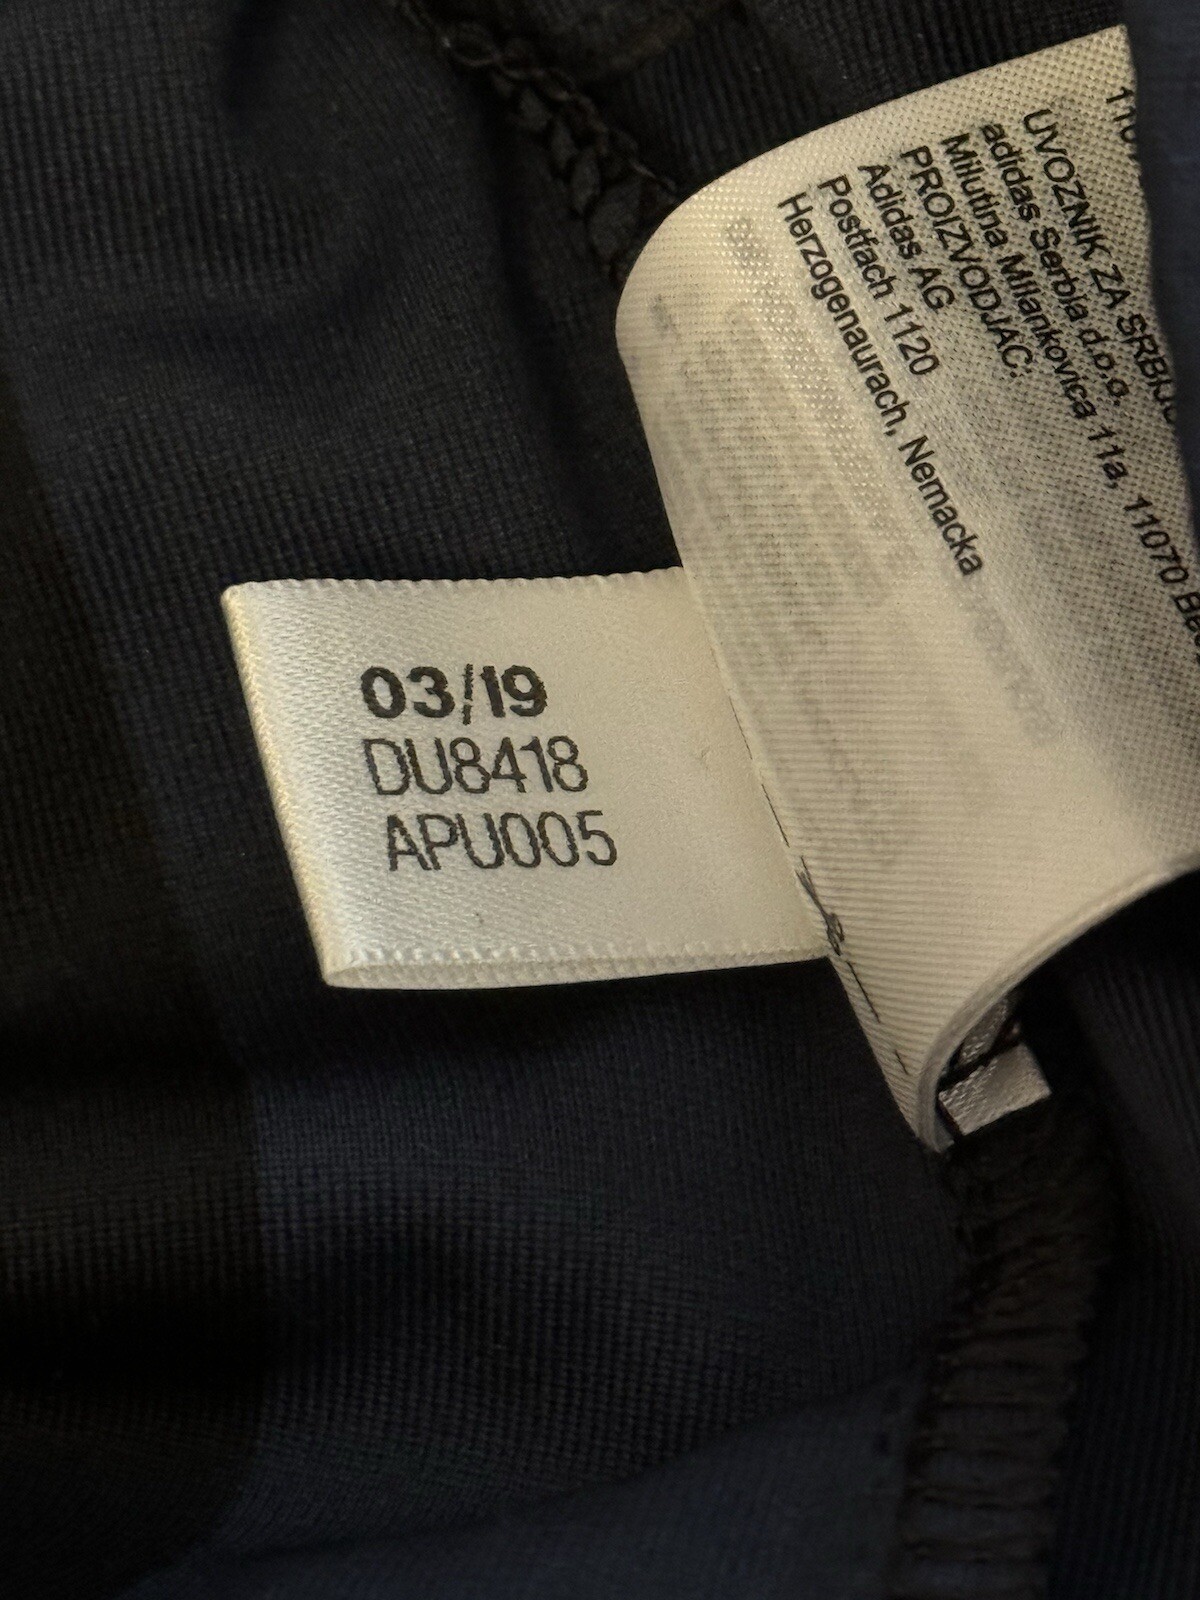 03/19
DU8418
APU005
UVOZNIK ZA
adidas Serbia d.o.o.
Milutina Milankovica 11a, 11070
PROIZVODJAC:
Adidas AG
Postfach 1120
Herzogenaurach, Nemacka